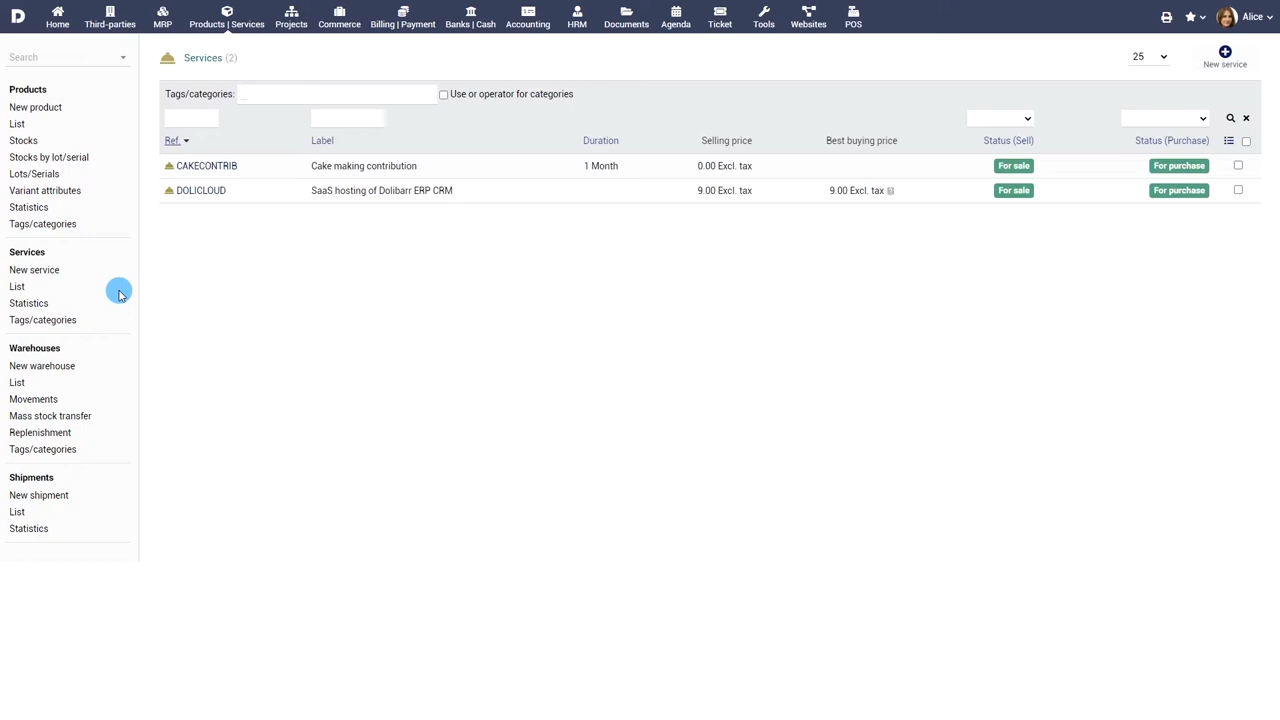 Home Third-parties MRP Products | Services Projects Commerce Billing | Payment Banks | Cash Accounting HRM Documents Agenda Ticket Tools Websites POS Alice
Search
Products
New product
List
Stocks
Stocks by lot/serial
Lots/Serials
Variant attributes
Statistics
Tags/categories
Services
New service
List
Statistics
Tags/categories
Warehouses
New warehouse
List
Movements
Mass stock transfer
Replenishment
Tags/categories
Shipments
New shipment
List
Statistics
Services (2)
25
New service
Tags/categories: Use or operator for categories
Ref. Label Duration Selling price Best buying price Status (Sell) Status (Purchase)
CAKECONTRIB Cake making contribution 1 Month 0.00 Excl. tax For sale For purchase
DOLICLOUD SaaS hosting of Dolibarr ERP CRM 9.00 Excl. tax 9.00 Excl. tax For sale For purchase